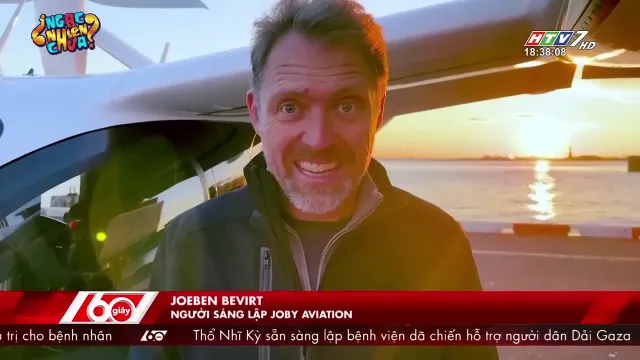 ¿NGẠC NHIÊN CHƯA?
HTV7 HD
18:38:08
JOEBEN BEVIRT
NGƯỜI SÁNG LẬP JOBY AVIATION
60 giây
trị cho bệnh nhân 60 Thổ Nhĩ Kỳ sẵn sàng lập bệnh viện dã chiến hỗ trợ người dân Dải Gaza